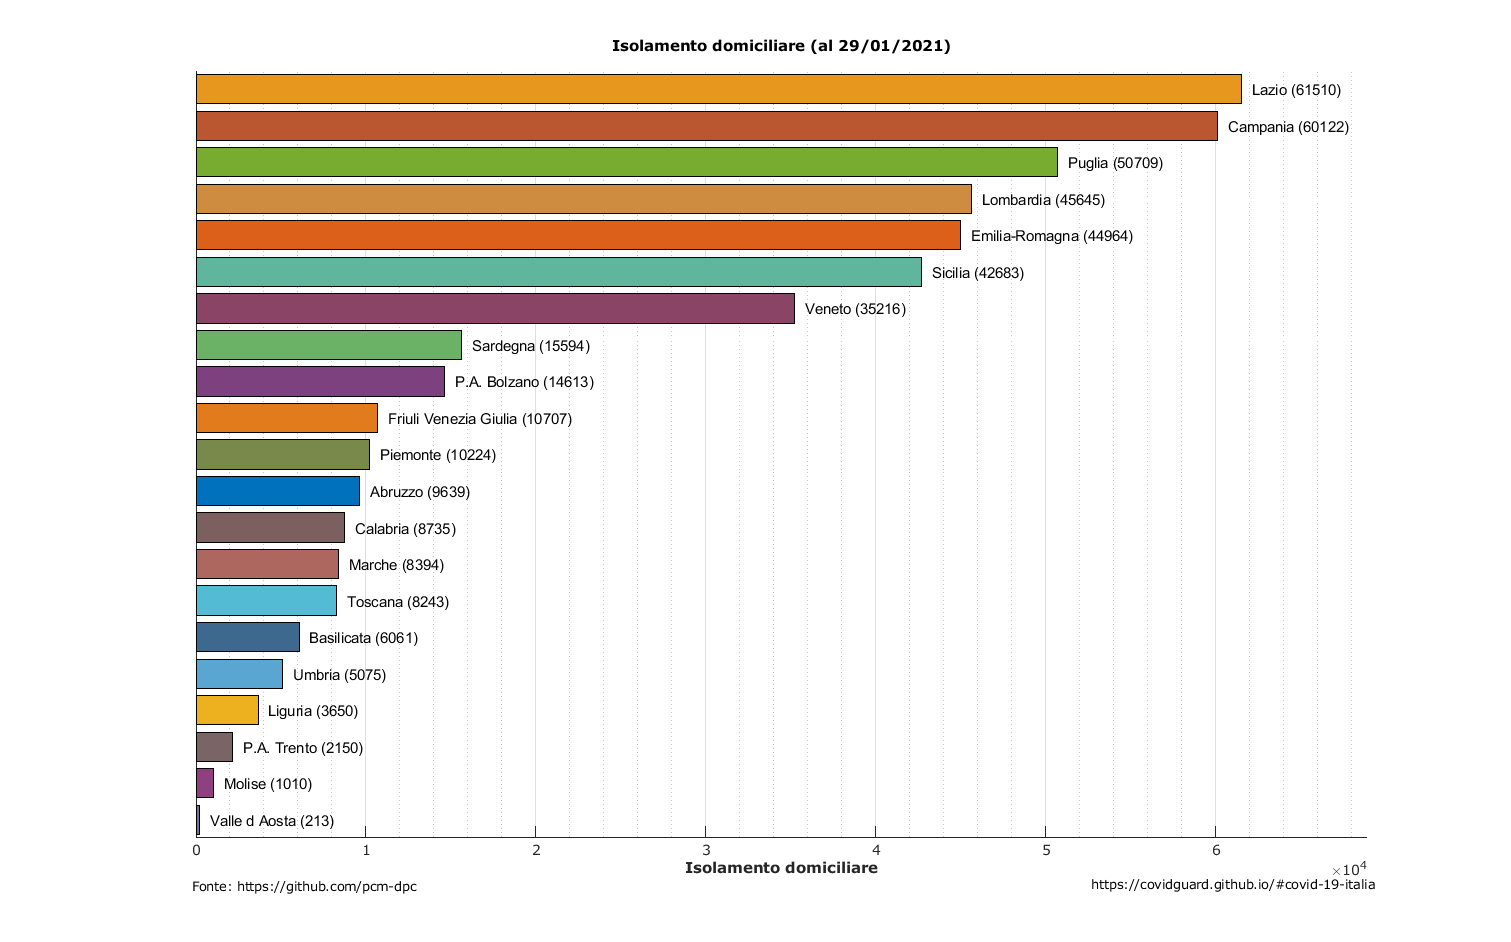 Isolamento domiciliare (al 29/01/2021)
Lazio (61510)
Campania (60122)
Puglia (50709)
Lombardia (45645)
Emilia-Romagna (44964)
Sicilia (42683)
Veneto (35216)
Sardegna (15594)
P.A. Bolzano (14613)
Friuli Venezia Giulia (10707)
Piemonte (10224)
Abruzzo (9639)
Calabria (8735)
Marche (8394)
Toscana (8243)
Basilicata (6061)
Umbria (5075)
Liguria (3650)
P.A. Trento (2150)
Molise (1010)
Valle d Aosta (213)
0 1 2 3 4 5 6
Isolamento domiciliare
×10⁴
Fonte: https://github.com/pcm-dpc
https://covidguard.github.io/#covid-19-italia